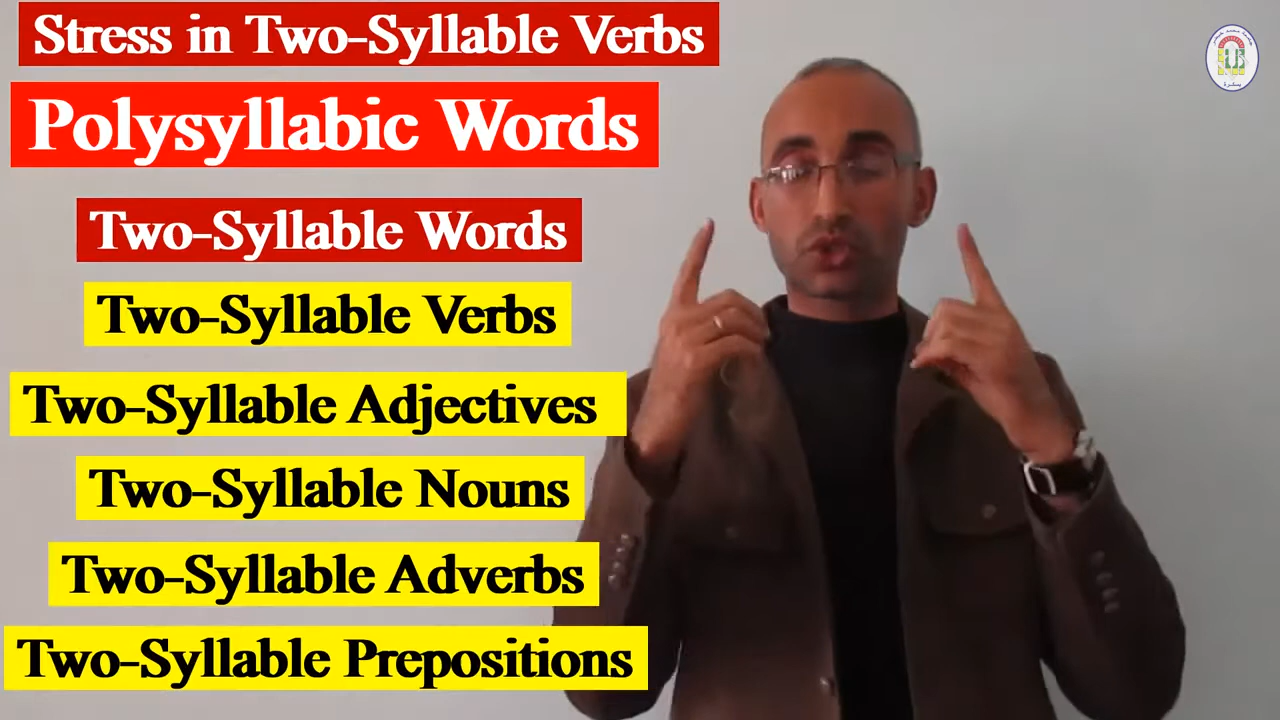 Stress in Two-Syllable Verbs
Polysyllabic Words
Two-Syllable Words
Two-Syllable Verbs
Two-Syllable Adjectives
Two-Syllable Nouns
Two-Syllable Adverbs
Two-Syllable Prepositions